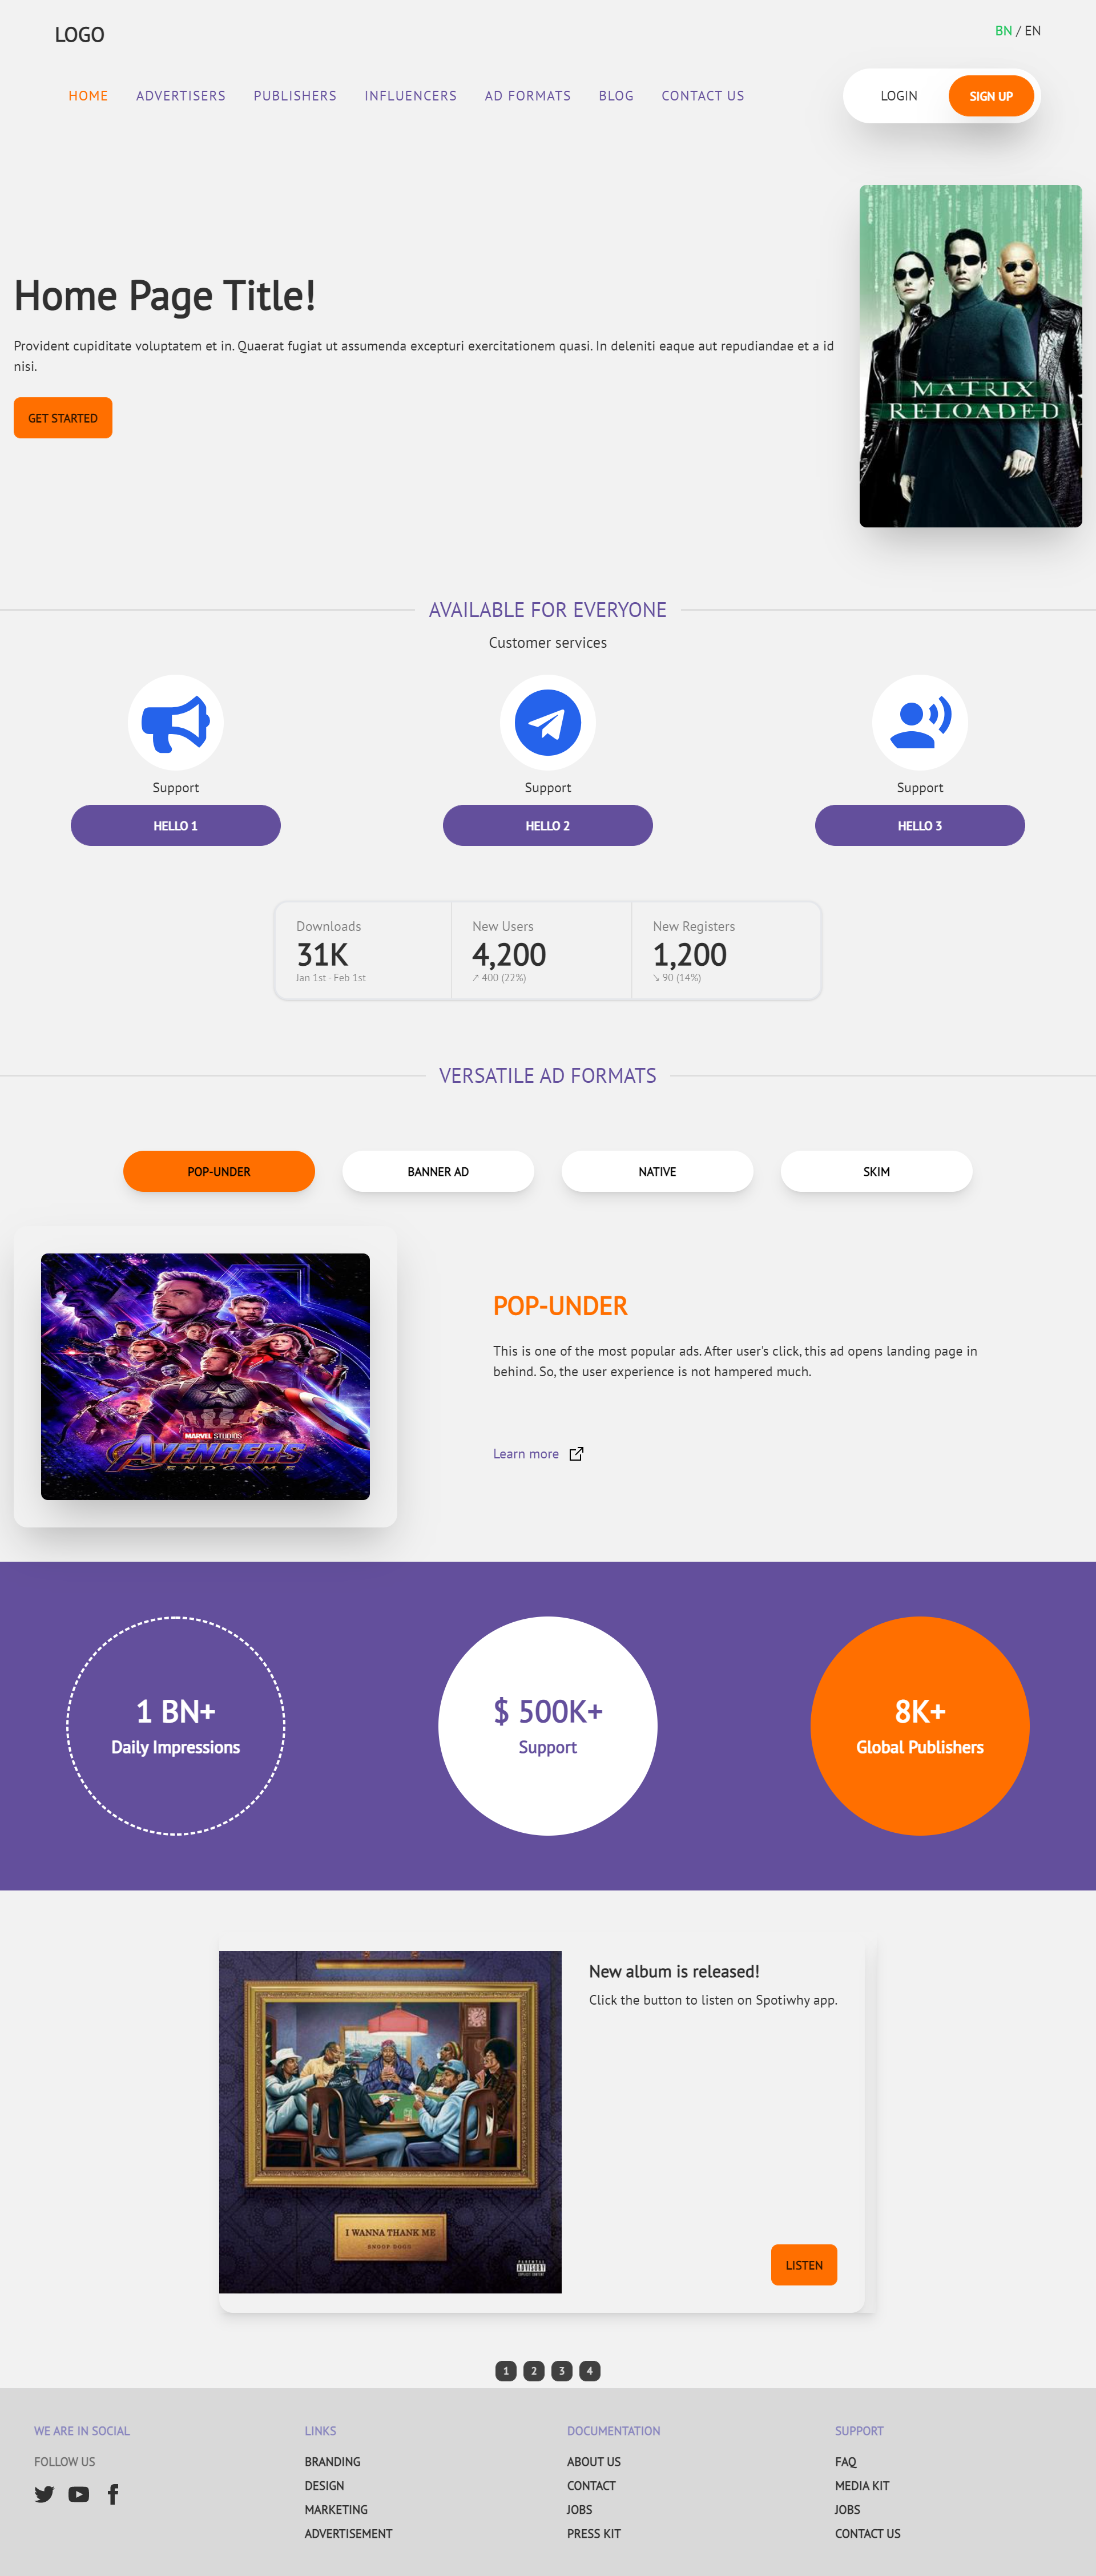 LOGO
BN / EN
HOME ADVERTISERS PUBLISHERS INFLUENCERS AD FORMATS BLOG CONTACT US
LOGIN SIGN UP
Home Page Title!
Provident cupiditate voluptatem et in. Quaerat fugiat ut assumenda excepturi exercitationem quasi. In deleniti eaque aut repudiandae et a id
nisi.
GET STARTED
THE
MATRIX
RELOADED
AVAILABLE FOR EVERYONE
Customer services
Support Support Support
HELLO 1 HELLO 2 HELLO 3
Downloads New Users New Registers
31K 4,200 1,200
Jan 1st - Feb 1st ↗︎ 400 (22%) ↘︎ 90 (14%)
VERSATILE AD FORMATS
POP-UNDER BANNER AD NATIVE SKIM
MARVEL STUDIOS
AVENGERS
ENDGAME
POP-UNDER
This is one of the most popular ads. After user's click, this ad opens landing page in
behind. So, the user experience is not hampered much.
Learn more
1 BN+ $ 500K+ 8K+
Daily Impressions Support Global Publishers
I WANNA THANK ME
SNOOP DOGG
PARENTAL
ADVISORY
EXPLICIT CONTENT
New album is released!
Click the button to listen on Spotiwhy app.
LISTEN
1 2 3 4
WE ARE IN SOCIAL LINKS DOCUMENTATION SUPPORT
FOLLOW US BRANDING ABOUT US FAQ
DESIGN CONTACT MEDIA KIT
MARKETING JOBS JOBS
ADVERTISEMENT PRESS KIT CONTACT US